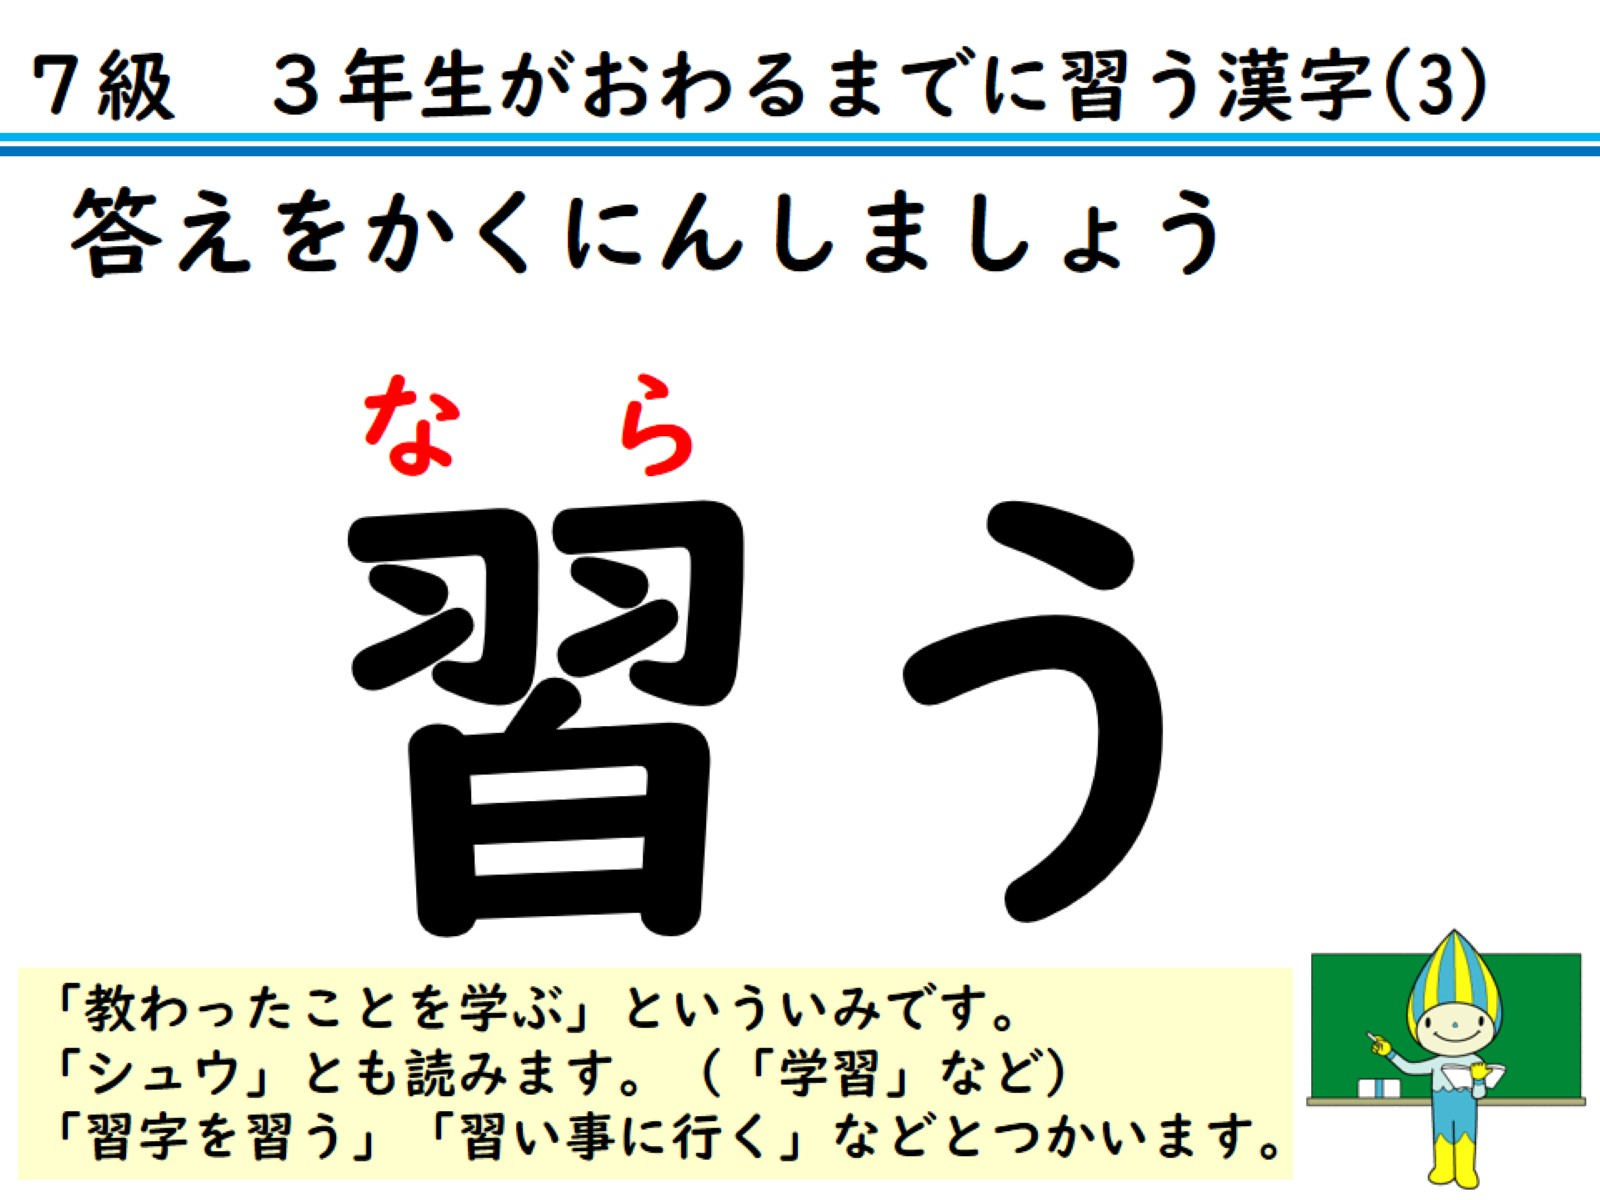 ７級　３年生がおわるまでに習う漢字(3)
答えをかくにんしましょう
なら
習う
「教わったことを学ぶ」といういみです。
「シュウ」とも読みます。（「学習」など）
「習字を習う」「習い事に行く」などとつかいます。